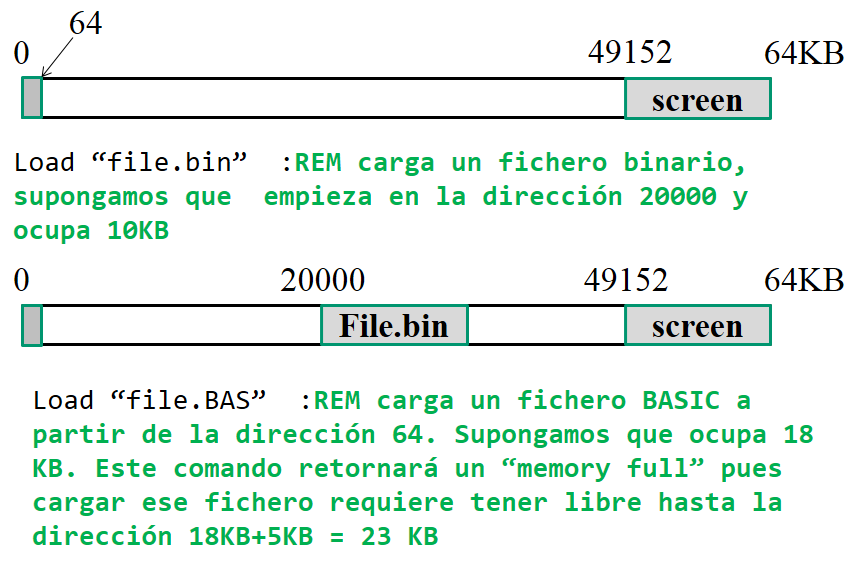 64
0 49152 64KB
screen
Load “file.bin” :REM carga un fichero binario,
supongamos que empieza en la dirección 20000 y
ocupa 10KB
0 20000 49152 64KB
File.bin screen
Load “file.BAS” :REM carga un fichero BASIC a
partir de la dirección 64. Supongamos que ocupa 18
KB. Este comando retornará un “memory full” pues
cargar ese fichero requiere tener libre hasta la
dirección 18KB+5KB = 23 KB